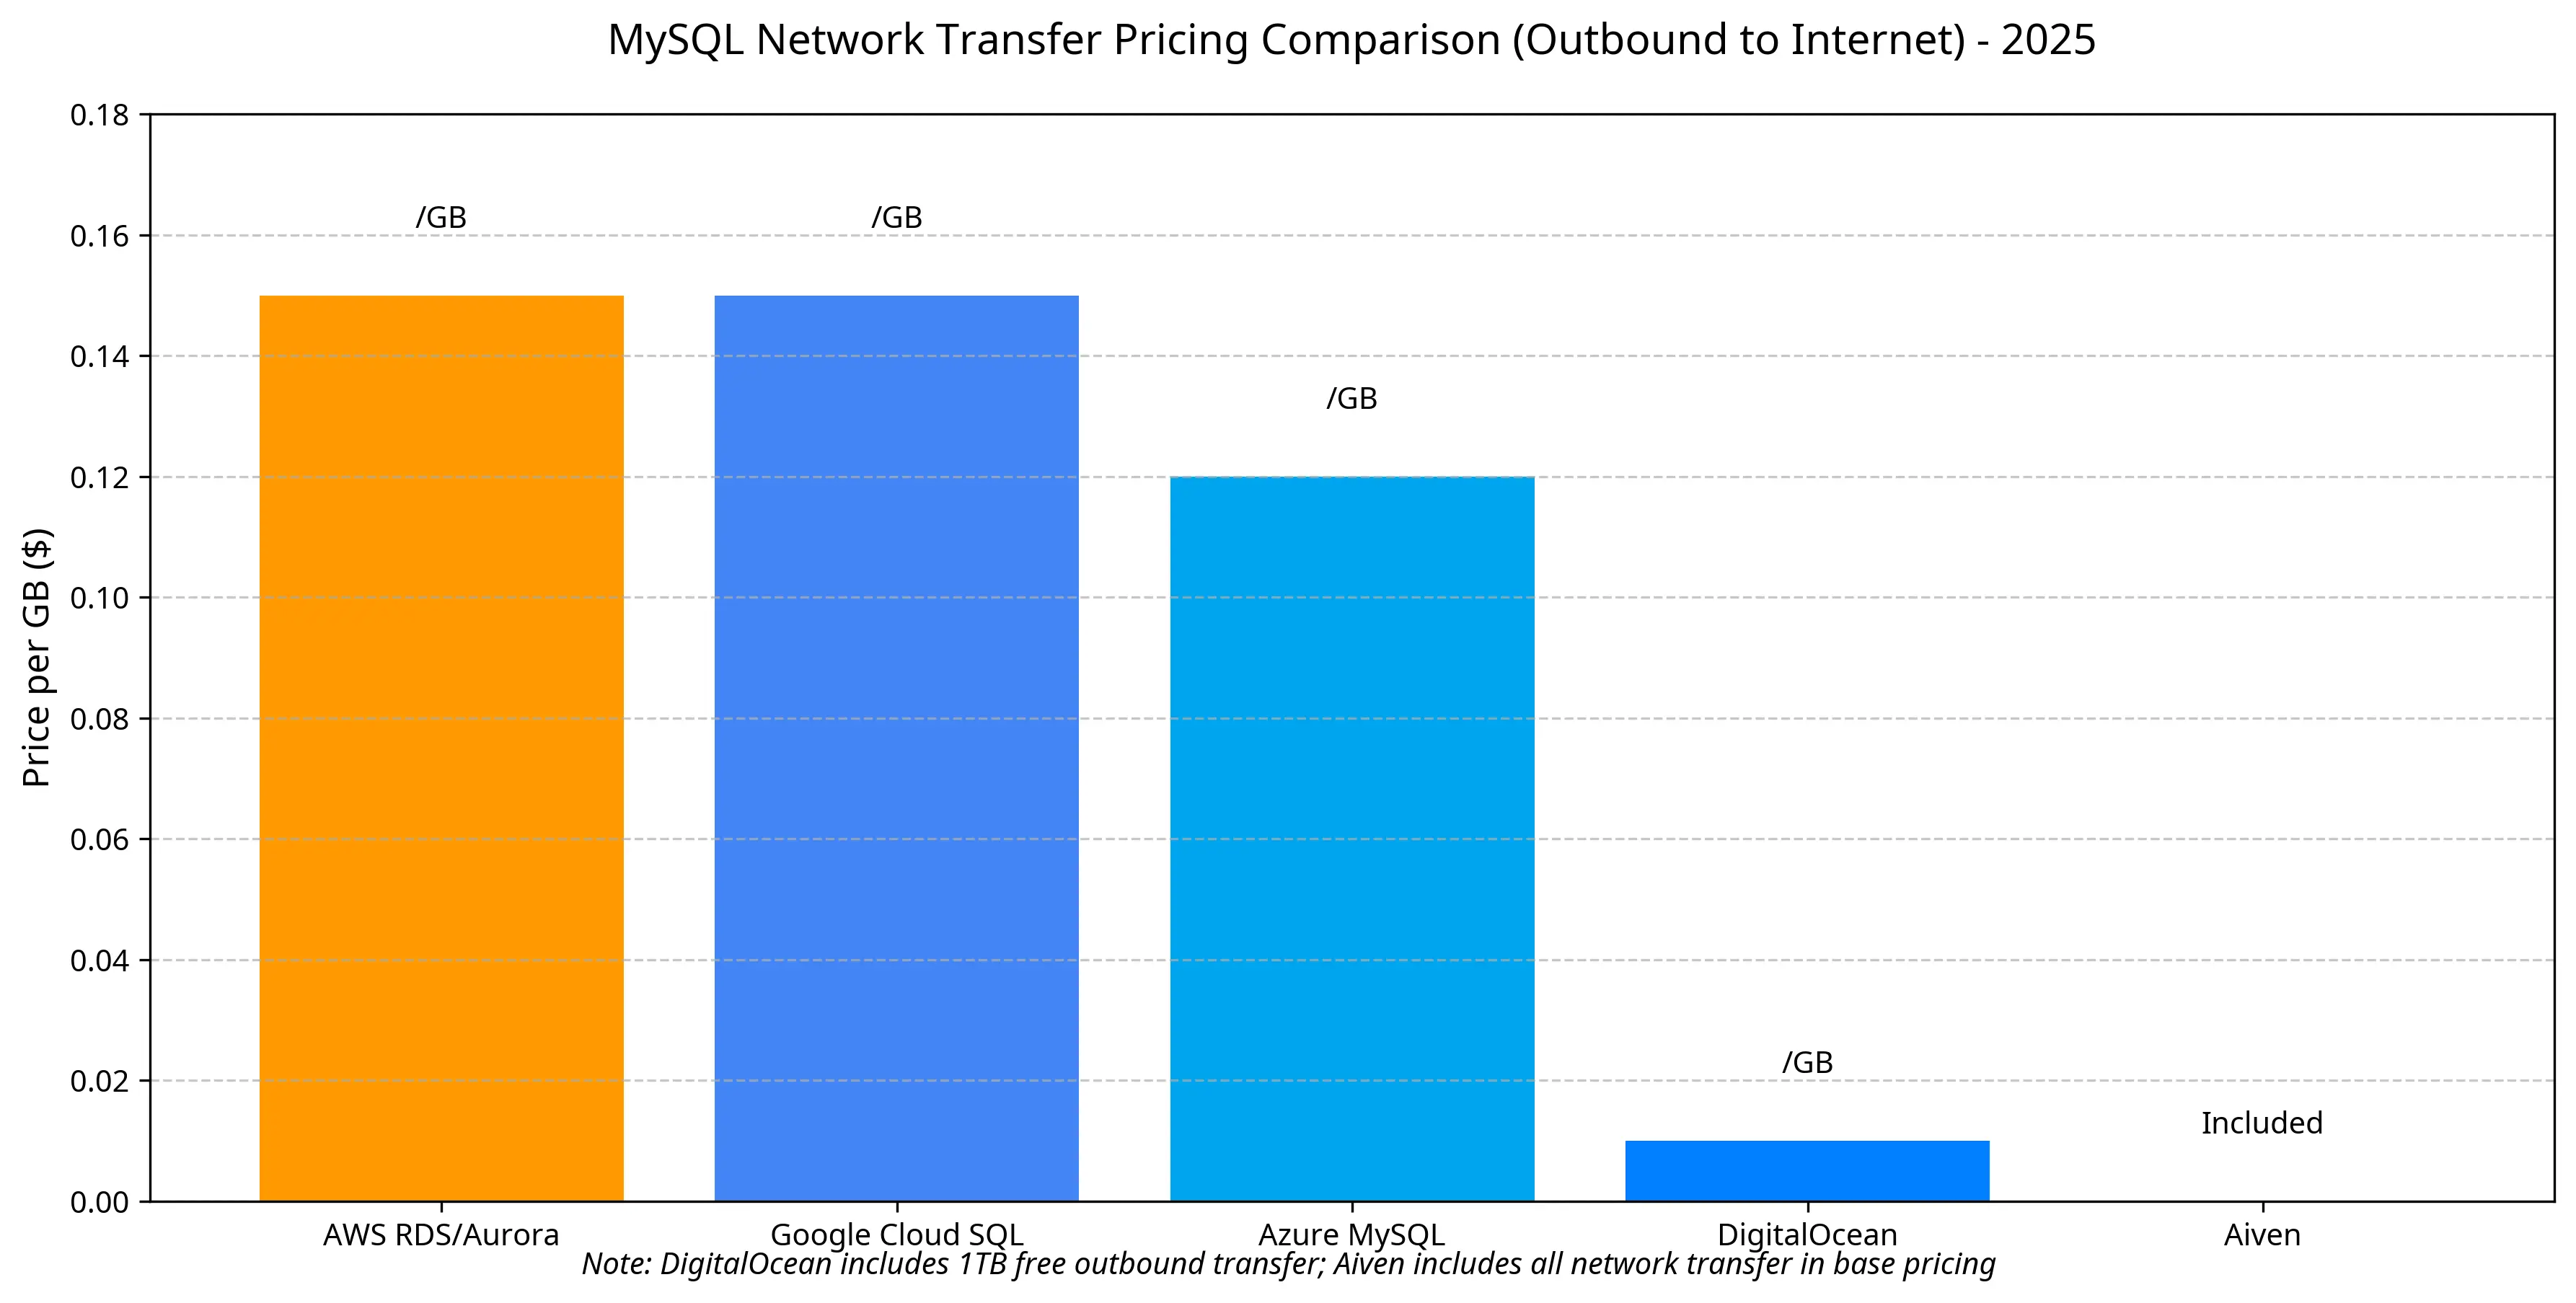 MySQL Network Transfer Pricing Comparison (Outbound to Internet) - 2025
Price per GB ($)
0.18
0.16
0.14
0.12
0.10
0.08
0.06
0.04
0.02
0.00
/GB
/GB
/GB
/GB
Included
AWS RDS/Aurora
Google Cloud SQL
Azure MySQL
DigitalOcean
Aiven
Note: DigitalOcean includes 1TB free outbound transfer; Aiven includes all network transfer in base pricing